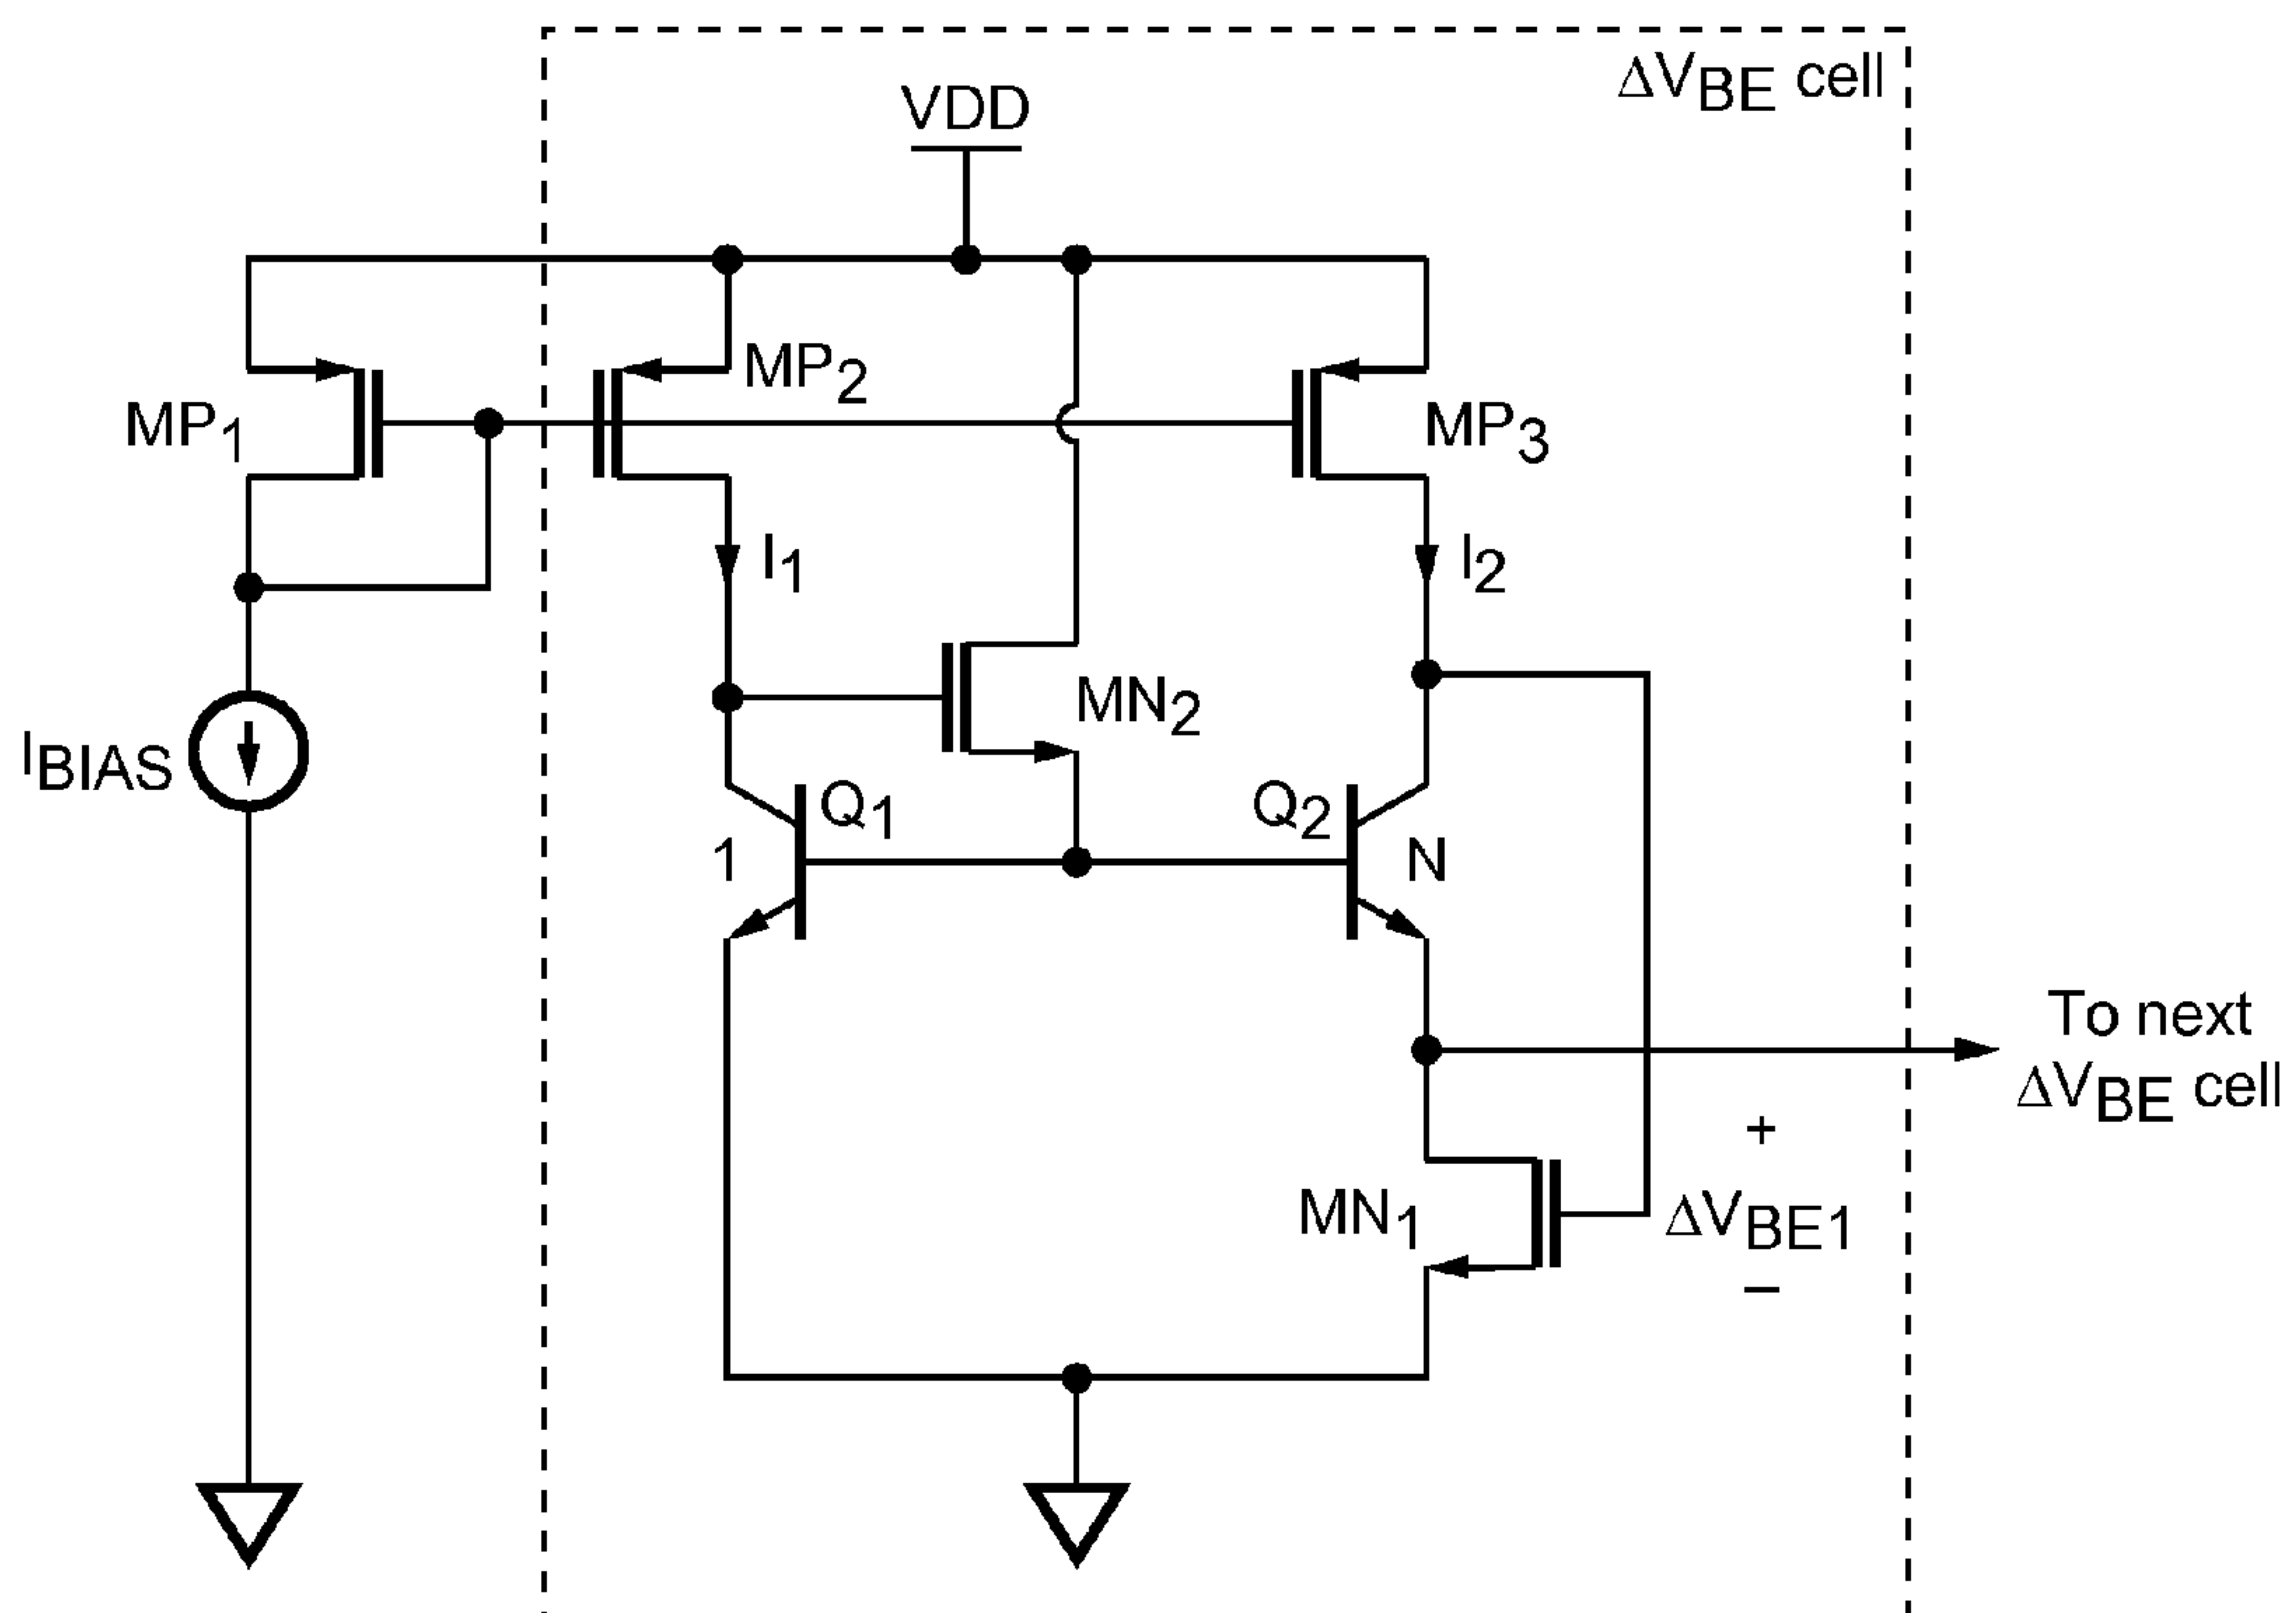 ΔVBE cell
VDD
MP1
MP2
MP3
I1
I2
MN2
IBIAS
Q1
Q2
1
N
To next
ΔVBE cell
+
MN1
ΔVBE1
−